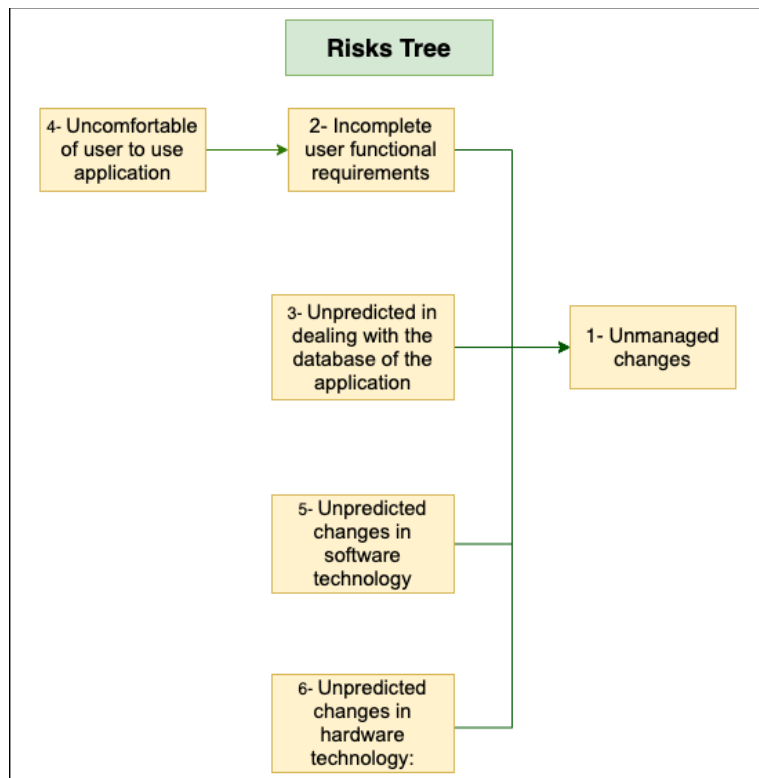 Risks Tree
4- Uncomfortable
of user to use
application
2- Incomplete
user functional
requirements
3- Unpredicted in
dealing with the
database of the
application
1- Unmanaged
changes
5- Unpredicted
changes in
software
technology
6- Unpredicted
changes in
hardware
technology: